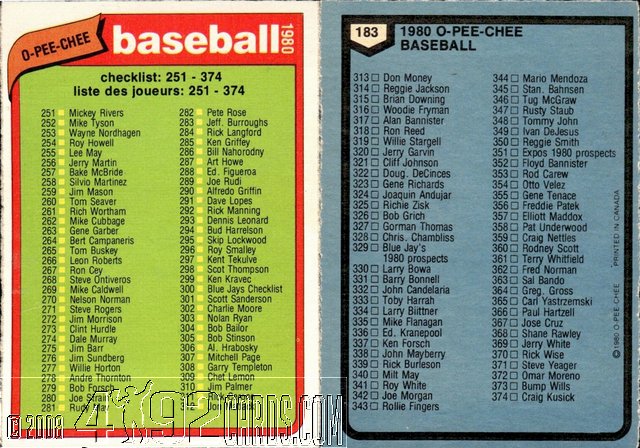 O-PEE-CHEE baseball 1980
checklist: 251 - 374
liste des joueurs: 251 - 374
251 Mickey Rivers
252 Mike Tyson
253 Wayne Nordhagen
254 Roy Howell
255 Lee May
256 Jerry Martin
257 Bake McBride
258 Silvio Martinez
259 Jim Mason
260 Tom Seaver
261 Rich Wortham
262 Mike Cubbage
263 Gene Garber
264 Bert Campaneris
265 Tom Buskey
266 Leon Roberts
267 Ron Cey
268 Steve Ontiveros
269 Mike Caldwell
270 Nelson Norman
271 Steve Rogers
272 Jim Morrison
273 Clint Hurdle
274 Dale Murray
275 Jim Barr
276 Jim Sundberg
277 Willie Horton
278 Andre Thornton
279 Bob Forsch
280 Joe Strain
281 Rudy May
282 Pete Rose
283 Jeff. Burroughs
284 Rick Langford
285 Ken Griffey
286 Bill Nahorodny
287 Art Howe
288 Ed. Figueroa
289 Joe Rudi
290 Alfredo Griffin
291 Dave Lopes
292 Rick Manning
293 Dennis Leonard
294 Bud Harrelson
295 Skip Lockwood
296 Roy Smalley
297 Kent Tekulve
298 Scot Thompson
299 Ken Kravec
300 Blue Jays Checklist
301 Scott Sanderson
302 Charlie Moore
303 Nolan Ryan
304 Bob Bailor
305 Bob Stinson
306 Al. Hrabosky
307 Mitchell Page
308 Garry Templeton
309 Chet Lemon
310 Jim Palmer
312 Jon Matlack
183 1980 O-PEE-CHEE
BASEBALL
313 Don Money
314 Reggie Jackson
315 Brian Downing
316 Woodie Fryman
317 Alan Bannister
318 Ron Reed
319 Willie Stargell
320 Jerry Garvin
321 Cliff Johnson
322 Doug. DeCinces
323 Gene Richards
324 Joaquin Andujar
325 Richie Zisk
326 Bob Grich
327 Gorman Thomas
328 Chris. Chambliss
329 Blue Jay's
1980 prospects
330 Larry Bowa
331 Barry Bonnell
332 John Candelaria
333 Toby Harrah
334 Larry Biittner
335 Mike Flanagan
336 Ed. Kranepool
337 Ken Forsch
338 John Mayberry
339 Rick Burleson
340 Milt May
341 Roy White
342 Joe Morgan
343 Rollie Fingers
344 Mario Mendoza
345 Stan. Bahnsen
346 Tug McGraw
347 Rusty Staub
348 Tommy John
349 Ivan DeJesus
350 Reggie Smith
351 Expos 1980 prospects
352 Floyd Bannister
353 Rod Carew
354 Otto Velez
355 Gene Tenace
356 Freddie Patek
357 Elliott Maddox
358 Pat Underwood
359 Craig Nettles
360 Rodney Scott
361 Terry Whitfield
362 Fred Norman
363 Sal Bando
364 Greg. Gross
365 Carl Yastrzemski
366 Paul Hartzell
367 Jose Cruz
368 Shane Rawley
369 Jerry White
370 Rick Wise
371 Steve Yeager
372 Omar Moreno
373 Bump Wills
374 Craig Kusick
© 1980 O-PEE-CHEE PRINTED IN CANADA
© 2008 4192CARDS.COM